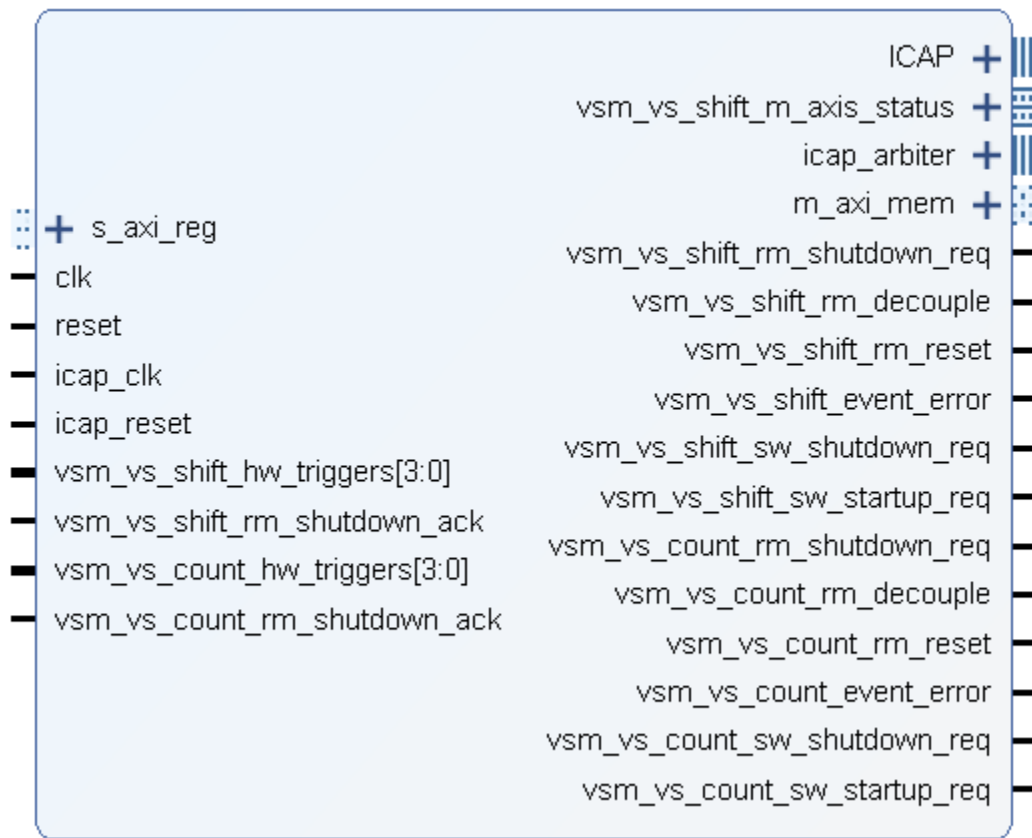 ICAP
vsm_vs_shift_m_axis_status
icap_arbiter
m_axi_mem
s_axi_reg
clk
reset
icap_clk
icap_reset
vsm_vs_shift_hw_triggers[3:0]
vsm_vs_shift_rm_shutdown_ack
vsm_vs_count_hw_triggers[3:0]
vsm_vs_count_rm_shutdown_ack
vsm_vs_shift_rm_shutdown_req
vsm_vs_shift_rm_decouple
vsm_vs_shift_rm_reset
vsm_vs_shift_event_error
vsm_vs_shift_sw_shutdown_req
vsm_vs_shift_sw_startup_req
vsm_vs_count_rm_shutdown_req
vsm_vs_count_rm_decouple
vsm_vs_count_rm_reset
vsm_vs_count_event_error
vsm_vs_count_sw_shutdown_req
vsm_vs_count_sw_startup_req